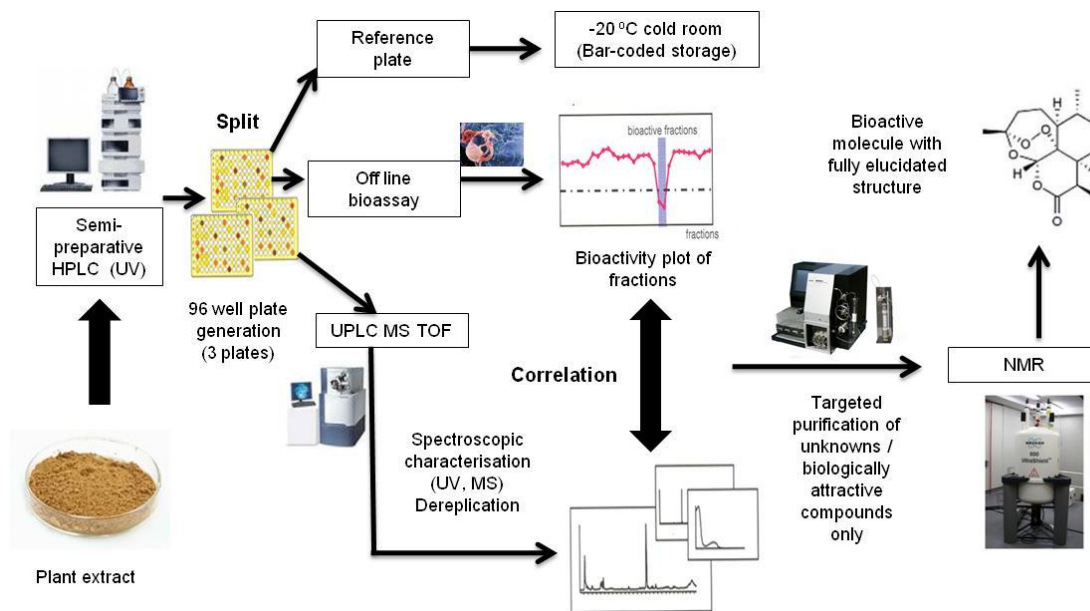 Reference
plate
-20 °C cold room
(Bar-coded storage)
Split
Off line
bioassay
bioactive fractions
fractions
Bioactivity plot of
fractions
Bioactive
molecule with
fully elucidated
structure
H
O
O
O
H
O
O
Semi-
preparative
HPLC (UV)
96 well plate
generation
(3 plates)
UPLC MS TOF
Correlation
Spectroscopic
characterisation
(UV, MS)
Dereplication
Targeted
purification of
unknowns /
biologically
attractive
compounds
only
NMR
Plant extract